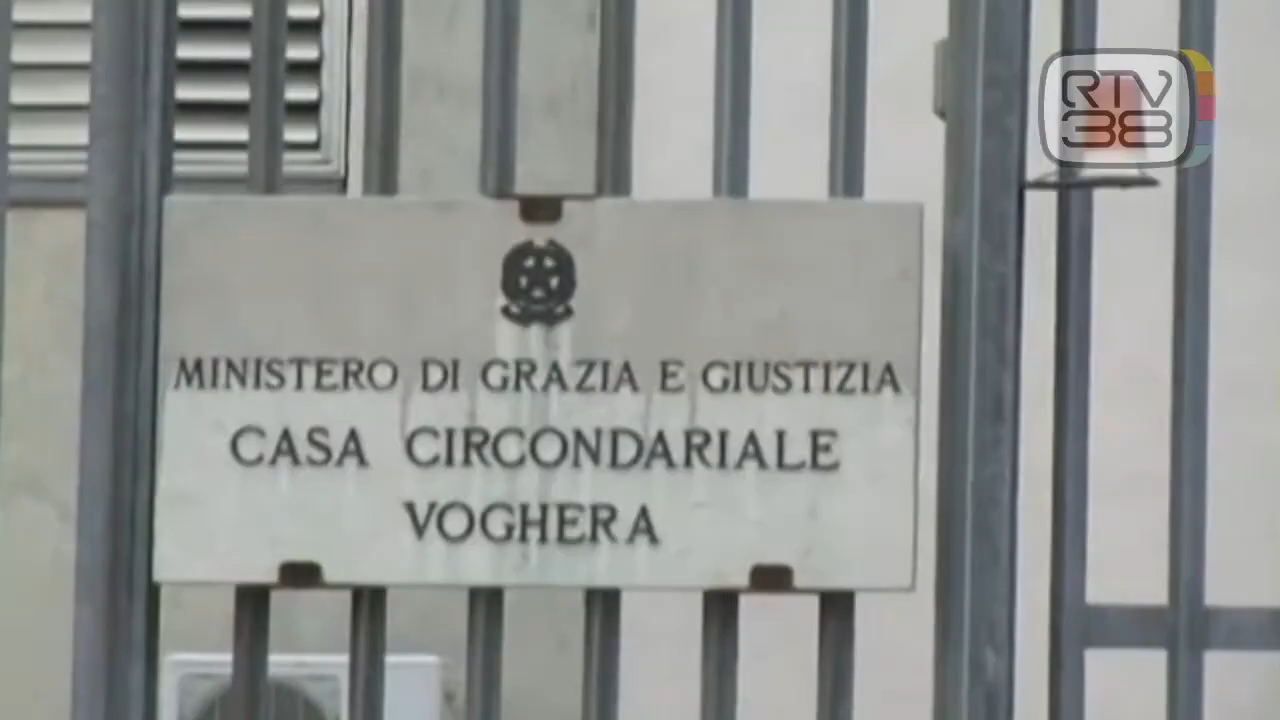 RTV
38
MINISTERO DI GRAZIA E GIUSTIZIA
CASA CIRCONDARIALE
VOGHERA